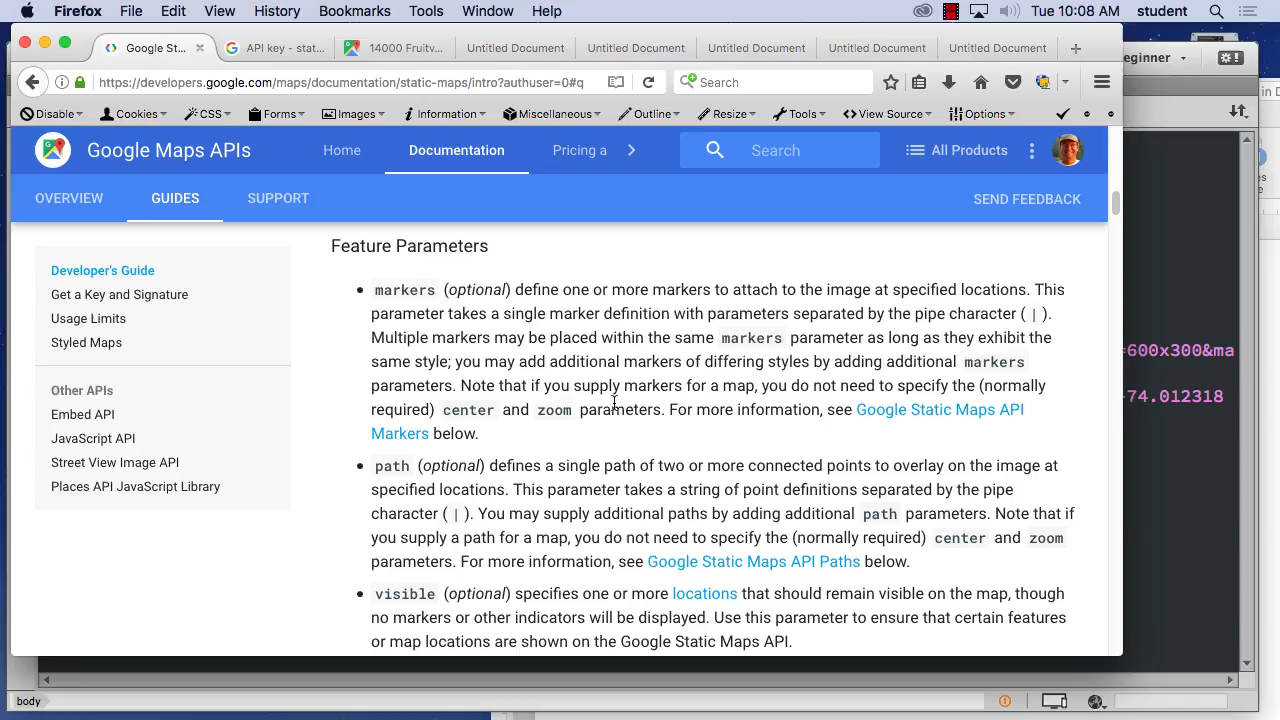 Firefox File Edit View History Bookmarks Tools Window Help Tue 10:08 AM student
Google St... API key - stat... 14000 Fruitv... Untitled Document Untitled Document Untitled Document Untitled Document Untitled Document
https://developers.google.com/maps/documentation/static-maps/intro?authuser=0#q Search
Disable Cookies CSS Forms Images Information Miscellaneous Outline Resize Tools View Source Options
Google Maps APIs Home Documentation Pricing a Search All Products
OVERVIEW GUIDES SUPPORT SEND FEEDBACK
Developer's Guide
Get a Key and Signature
Usage Limits
Styled Maps
Other APIs
Embed API
JavaScript API
Street View Image API
Places API JavaScript Library
Feature Parameters
markers (optional) define one or more markers to attach to the image at specified locations. This
parameter takes a single marker definition with parameters separated by the pipe character ( | ).
Multiple markers may be placed within the same markers parameter as long as they exhibit the
same style; you may add additional markers of differing styles by adding additional markers
parameters. Note that if you supply markers for a map, you do not need to specify the (normally
required) center and zoom parameters. For more information, see Google Static Maps API
Markers below.
path (optional) defines a single path of two or more connected points to overlay on the image at
specified locations. This parameter takes a string of point definitions separated by the pipe
character ( | ). You may supply additional paths by adding additional path parameters. Note that if
you supply a path for a map, you do not need to specify the (normally required) center and zoom
parameters. For more information, see Google Static Maps API Paths below.
visible (optional) specifies one or more locations that should remain visible on the map, though
no markers or other indicators will be displayed. Use this parameter to ensure that certain features
or map locations are shown on the Google Static Maps API.
eginner
=600x300&ma
-74.012318
body